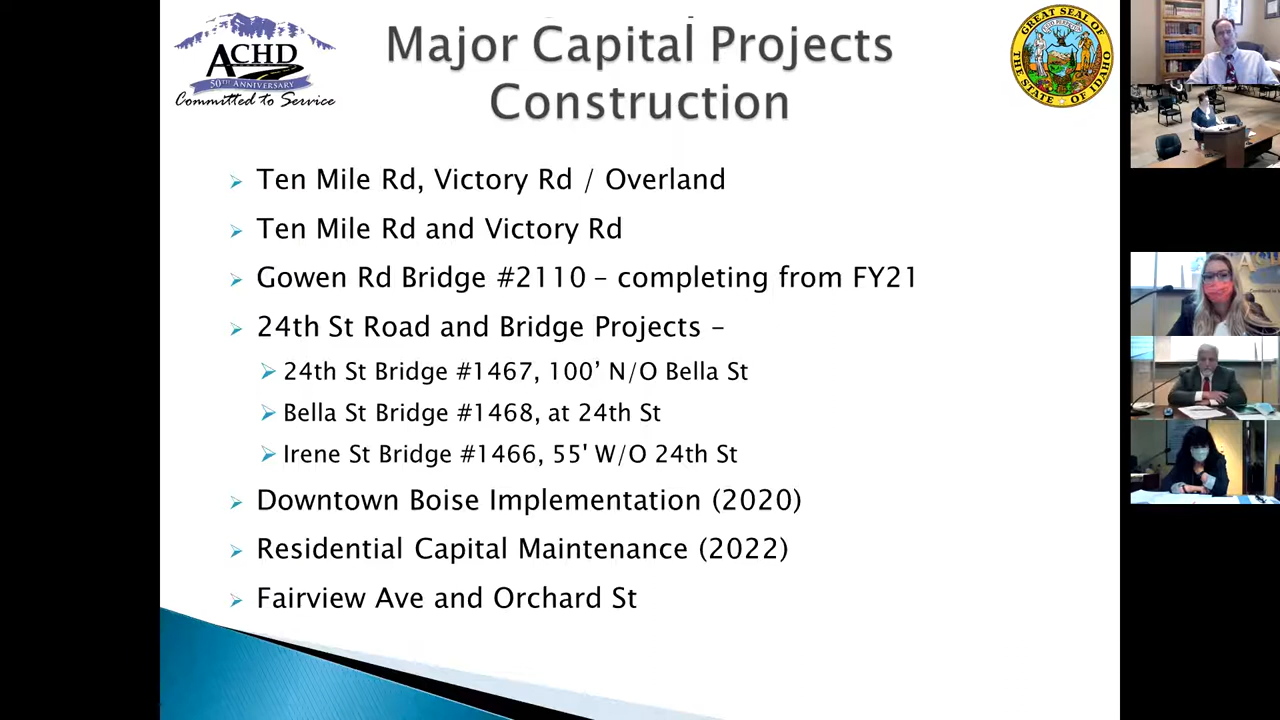 ACHD
50TH ANNIVERSARY
Committed to Service
Major Capital Projects
Construction
GREAT SEAL OF
THE STATE OF IDAHO
Ten Mile Rd, Victory Rd / Overland
Ten Mile Rd and Victory Rd
Gowen Rd Bridge #2110 – completing from FY21
24th St Road and Bridge Projects –
24th St Bridge #1467, 100’ N/O Bella St
Bella St Bridge #1468, at 24th St
Irene St Bridge #1466, 55' W/O 24th St
Downtown Boise Implementation (2020)
Residential Capital Maintenance (2022)
Fairview Ave and Orchard St